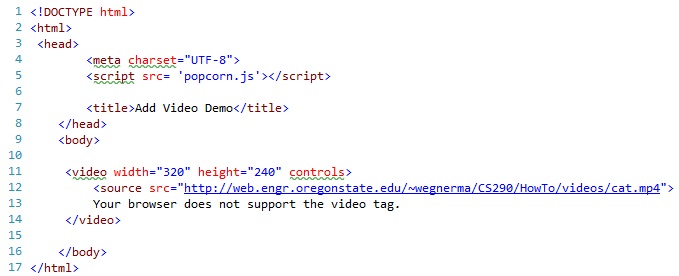 1 <!DOCTYPE html>
2 <html>
3 <head>
4 <meta charset="UTF-8">
5 <script src= 'popcorn.js'></script>
6
7 <title>Add Video Demo</title>
8 </head>
9 <body>
10
11 <video width="320" height="240" controls>
12 <source src="http://web.engr.oregonstate.edu/~wegnerma/CS290/HowTo/videos/cat.mp4">
13 Your browser does not support the video tag.
14 </video>
15
16 </body>
17 </html>